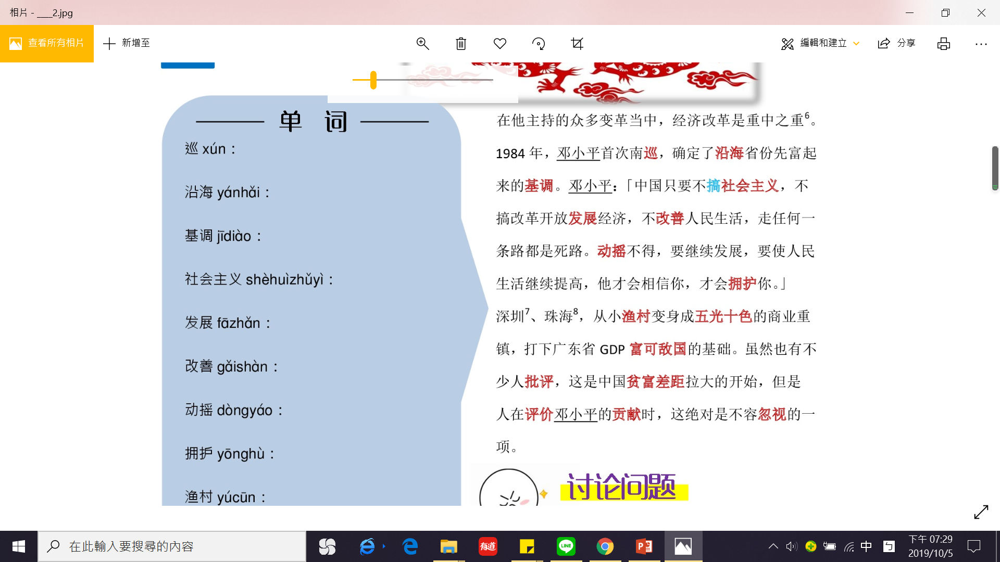 相片 - ___2.jpg
查看所有相片
新增至
編輯和建立
分享
单 词
巡 xún：
沿海 yánhǎi：
基调 jīdiào：
社会主义 shèhuìzhǔyì：
发展 fāzhǎn：
改善 gǎishàn：
动摇 dòngyáo：
拥护 yōnghù：
渔村 yúcūn：
在他主持的众多变革当中，经济改革是重中之重6。
1984 年，邓小平首次南巡，确定了沿海省份先富起
来的基调。邓小平：「中国只要不搞社会主义，不
搞改革开放发展经济，不改善人民生活，走任何一
条路都是死路。动摇不得，要继续发展，要使人民
生活继续提高，他才会相信你，才会拥护你。」
深圳7、珠海8，从小渔村变身成五光十色的商业重
镇，打下广东省 GDP 富可敌国的基础。虽然也有不
少人批评，这是中国贫富差距拉大的开始，但是
人在评价邓小平的贡献时，这绝对是不容忽视的一
项。
讨论问题
在此輸入要搜尋的內容
有道
LINE
中
ㄅ
下午 07:29
2019/10/5